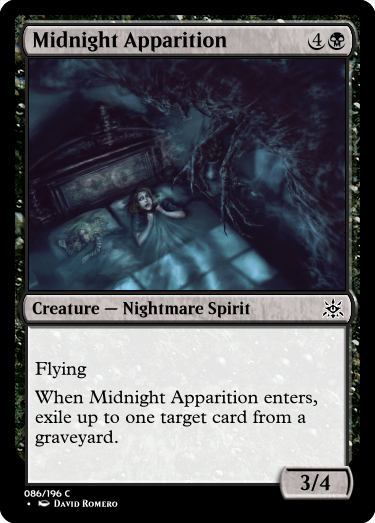 Midnight Apparition 4
Creature — Nightmare Spirit
Flying
When Midnight Apparition enters,
exile up to one target card from a
graveyard.
3/4
086/196 C
• David Romero